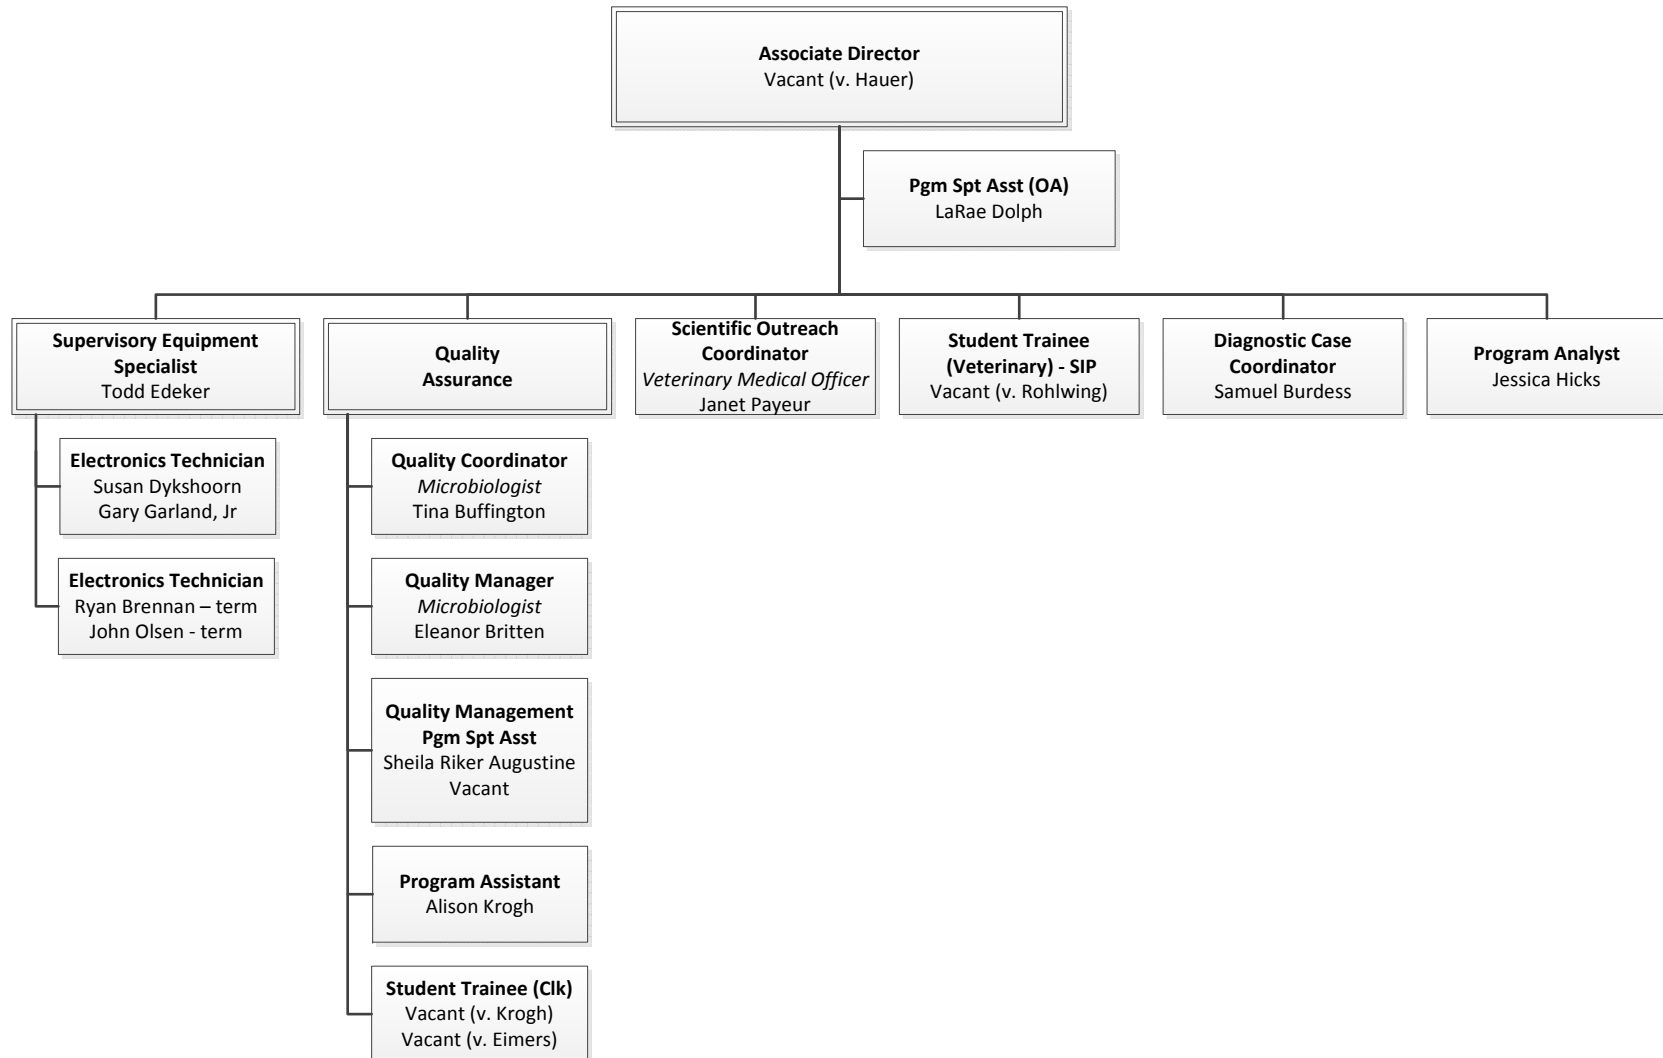 Associate Director
Vacant (v. Hauer)
Pgm Spt Asst (OA)
LaRae Dolph
Supervisory Equipment
Specialist
Todd Edeker
Quality
Assurance
Scientific Outreach
Coordinator
Veterinary Medical Officer
Janet Payeur
Student Trainee
(Veterinary) - SIP
Vacant (v. Rohlwing)
Diagnostic Case
Coordinator
Samuel Burdess
Program Analyst
Jessica Hicks
Electronics Technician
Susan Dykshoorn
Gary Garland, Jr
Electronics Technician
Ryan Brennan – term
John Olsen - term
Quality Coordinator
Microbiologist
Tina Buffington
Quality Manager
Microbiologist
Eleanor Britten
Quality Management
Pgm Spt Asst
Sheila Riker Augustine
Vacant
Program Assistant
Alison Krogh
Student Trainee (Clk)
Vacant (v. Krogh)
Vacant (v. Eimers)